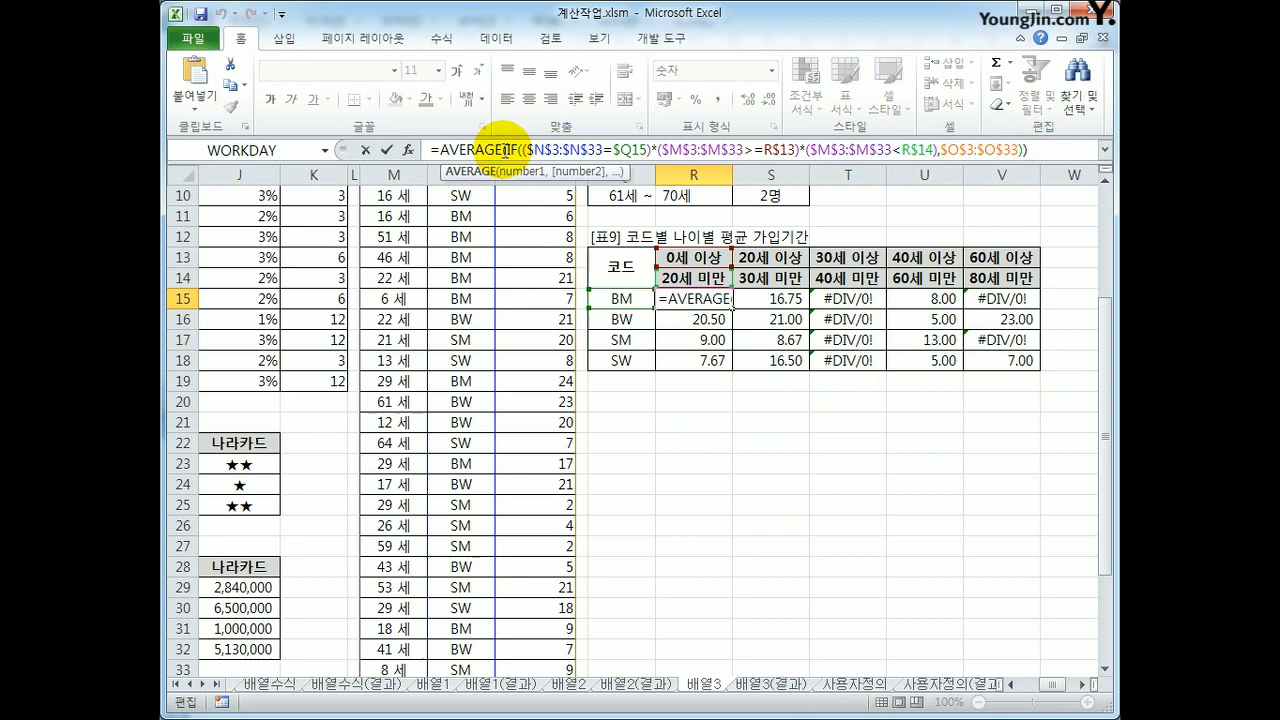 계산작업.xlsm - Microsoft Excel
YoungJin.com Y.
파일 홈 삽입 페이지 레이아웃 수식 데이터 검토 보기 개발 도구
붙여넣기
11
가 가 가
숫자
조건부 서식 표 서식 셀 스타일
삽입
삭제
서식
정렬 및 필터 찾기 및 선택
클립보드 글꼴 맞춤 표시 형식 스타일 셀 편집
WORKDAY
=AVERAGE(IF(($N$3:$N$33=$Q15)*($M$3:$M$33>=R$13)*($M$3:$M$33<R$14),$O$3:$O$33))
AVERAGE(number1, [number2], ...)
J K L M N R S T U V W
10 3% 3 16 세 SW 5 61세 ~ 70세 2명
11 2% 3 16 세 BM 6
12 3% 3 51 세 BM 8 [표9] 코드별 나이별 평균 가입기간
13 3% 6 46 세 BM 8 코드 0세 이상 20세 이상 30세 이상 40세 이상 60세 이상
14 2% 3 22 세 BM 21 20세 미만 30세 미만 40세 미만 60세 미만 80세 미만
15 2% 6 6 세 BM 7 BM =AVERAGE( 16.75 #DIV/0! 8.00 #DIV/0!
16 1% 12 22 세 BW 21 BW 20.50 21.00 #DIV/0! 5.00 23.00
17 3% 12 21 세 SM 20 SM 9.00 8.67 #DIV/0! 13.00 #DIV/0!
18 2% 3 13 세 SW 8 SW 7.67 16.50 #DIV/0! 5.00 7.00
19 3% 12 29 세 BM 24
20 61 세 BW 23
21 12 세 BW 20
22 나라카드 64 세 SW 7
23 ★★ 29 세 BM 17
24 ★ 17 세 BW 21
25 ★★ 29 세 SM 2
26 26 세 SM 4
27 59 세 SM 2
28 나라카드 43 세 BW 5
29 2,840,000 53 세 SM 21
30 6,500,000 29 세 SW 18
31 1,000,000 18 세 BM 9
32 5,130,000 41 세 BW 7
33 8 세 SM 9
배열수식 배열수식(결과) 배열1 배열1(결과) 배열2 배열2(결과) 배열3 배열3(결과) 사용자정의 사용자정의(결과
편집 100%